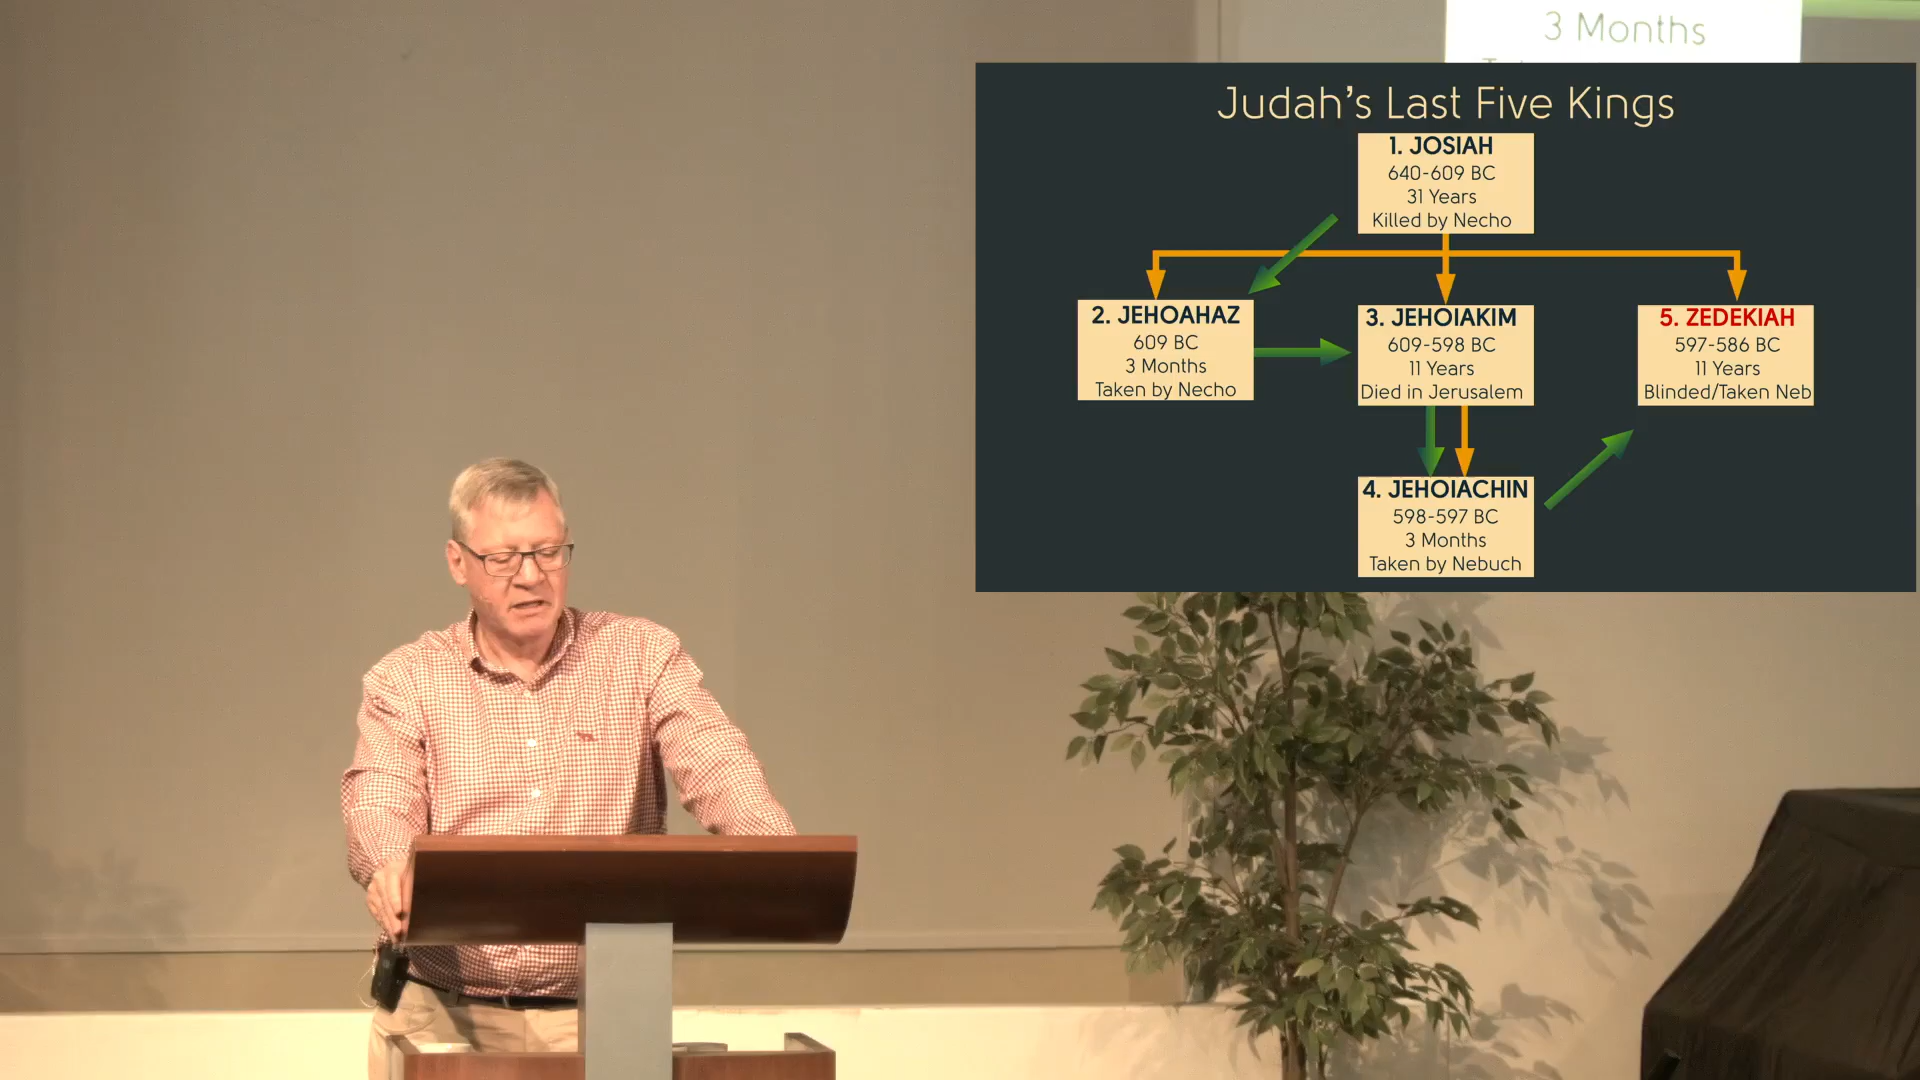 3 Months
Judah's Last Five Kings
1. JOSIAH
640-609 BC
31 Years
Killed by Necho
2. JEHOAHAZ
609 BC
3 Months
Taken by Necho
3. JEHOIAKIM
609-598 BC
11 Years
Died in Jerusalem
5. ZEDEKIAH
597-586 BC
11 Years
Blinded/Taken Neb
4. JEHOIACHIN
598-597 BC
3 Months
Taken by Nebuch